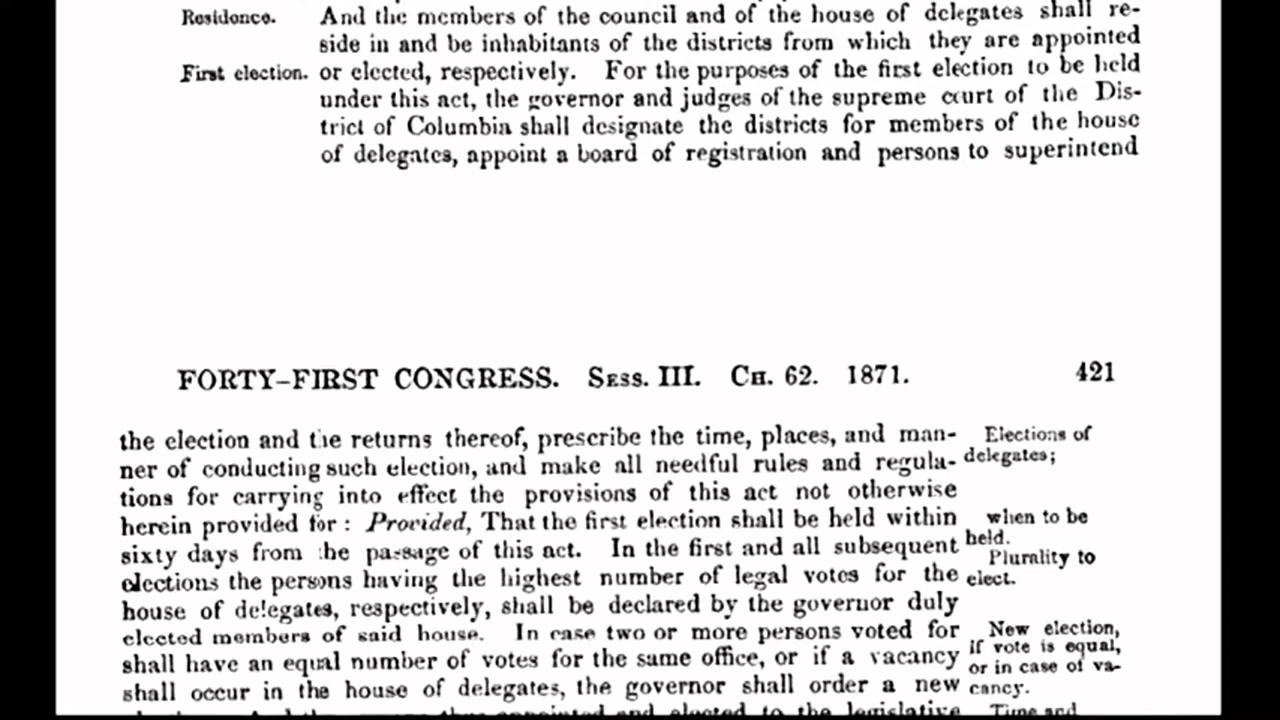 Residence. And the members of the council and of the house of delegates shall re-
side in and be inhabitants of the districts from which they are appointed
First election. or elected, respectively. For the purposes of the first election to be held
under this act, the governor and judges of the supreme court of the Dis-
trict of Columbia shall designate the districts for members of the house
of delegates, appoint a board of registration and persons to superintend
FORTY-FIRST CONGRESS. SESS. III. CH. 62. 1871. 421
the election and the returns thereof, prescribe the time, places, and man- Elections of
ner of conducting such election, and make all needful rules and regula- delegates;
tions for carrying into effect the provisions of this act not otherwise
herein provided for: Provided, That the first election shall be held within when to be
sixty days from the passage of this act. In the first and all subsequent held.
elections the persons having the highest number of legal votes for the Plurality to
house of delegates, respectively, shall be declared by the governor duly elect.
elected members of said house. In case two or more persons voted for New election,
shall have an equal number of votes for the same office, or if a vacancy if vote is equal,
shall occur in the house of delegates, the governor shall order a new or in case of va-
cancy.
appointed and elected to the legislative Time and